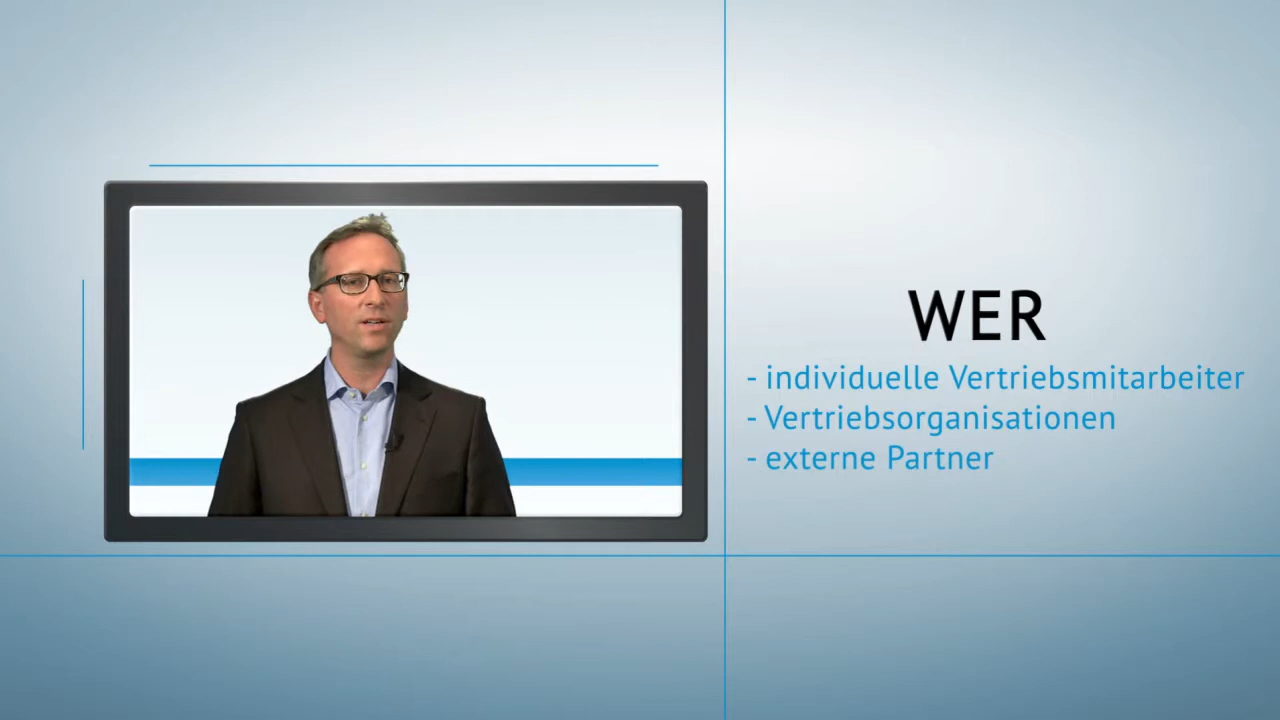 WER
- individuelle Vertriebsmitarbeiter
- Vertriebsorganisationen
- externe Partner